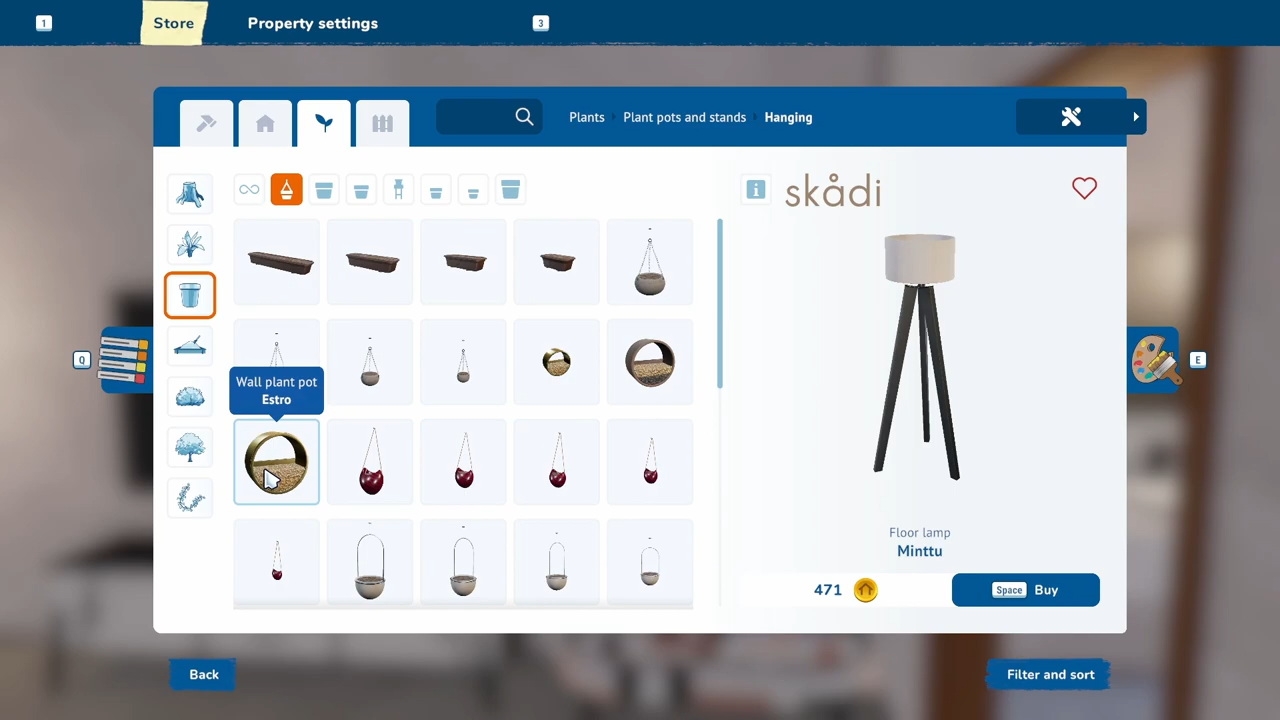 1
Store
Property settings
3
Plants
Plant pots and stands
Hanging
skådi
Q
E
Wall plant pot
Estro
Floor lamp
Minttu
471
Space
Buy
Back
Filter and sort